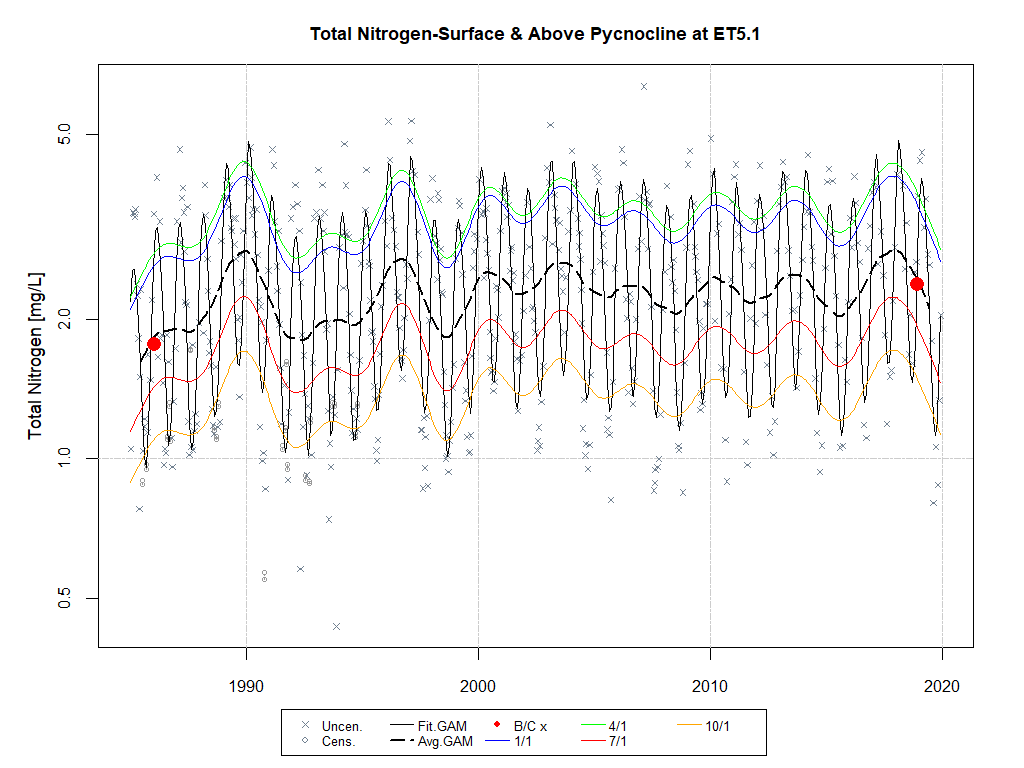 Total Nitrogen-Surface & Above Pycnocline at ET5.1
Total Nitrogen [mg/L]
5.0
2.0
1.0
0.5
1990 2000 2010 2020
Uncen. Fit.GAM B/C x 4/1 10/1
Cens. Avg.GAM 1/1 7/1